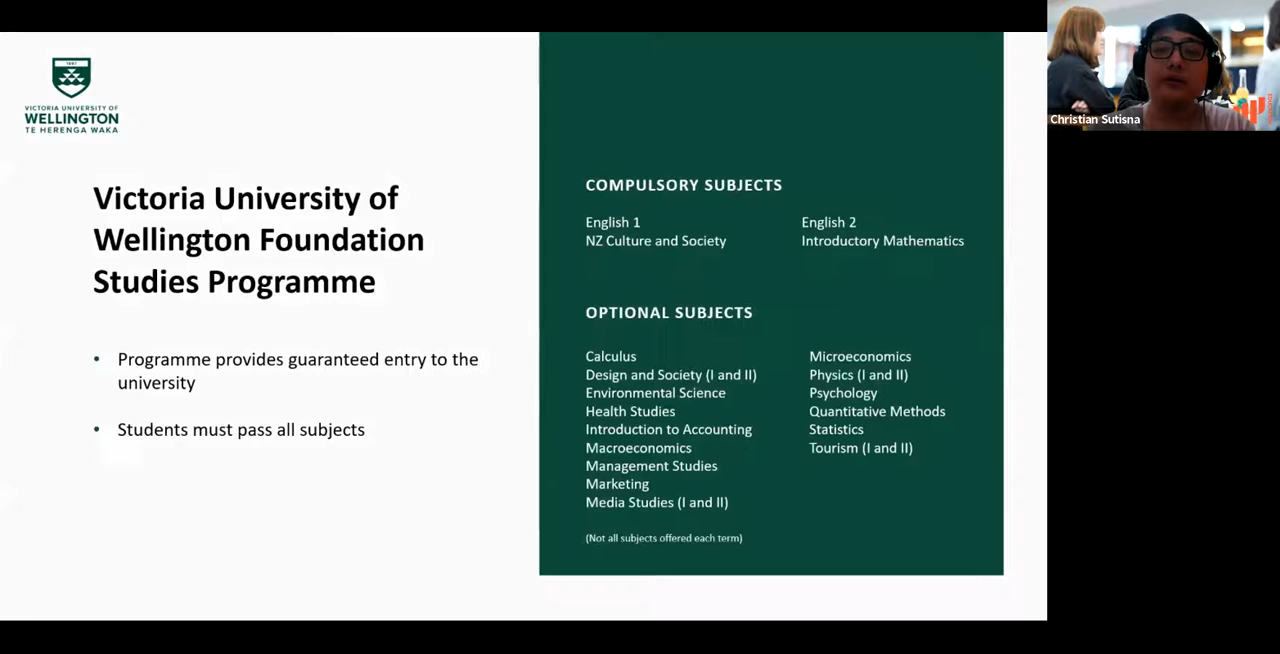 1897
VICTORIA UNIVERSITY OF
WELLINGTON
TE HERENGA WAKA
Victoria University of
Wellington Foundation
Studies Programme
• Programme provides guaranteed entry to the
university
• Students must pass all subjects
COMPULSORY SUBJECTS
English 1
NZ Culture and Society
English 2
Introductory Mathematics
OPTIONAL SUBJECTS
Calculus
Design and Society (I and II)
Environmental Science
Health Studies
Introduction to Accounting
Macroeconomics
Management Studies
Marketing
Media Studies (I and II)
Microeconomics
Physics (I and II)
Psychology
Quantitative Methods
Statistics
Tourism (I and II)
(Not all subjects offered each term)
Christian Sutisna